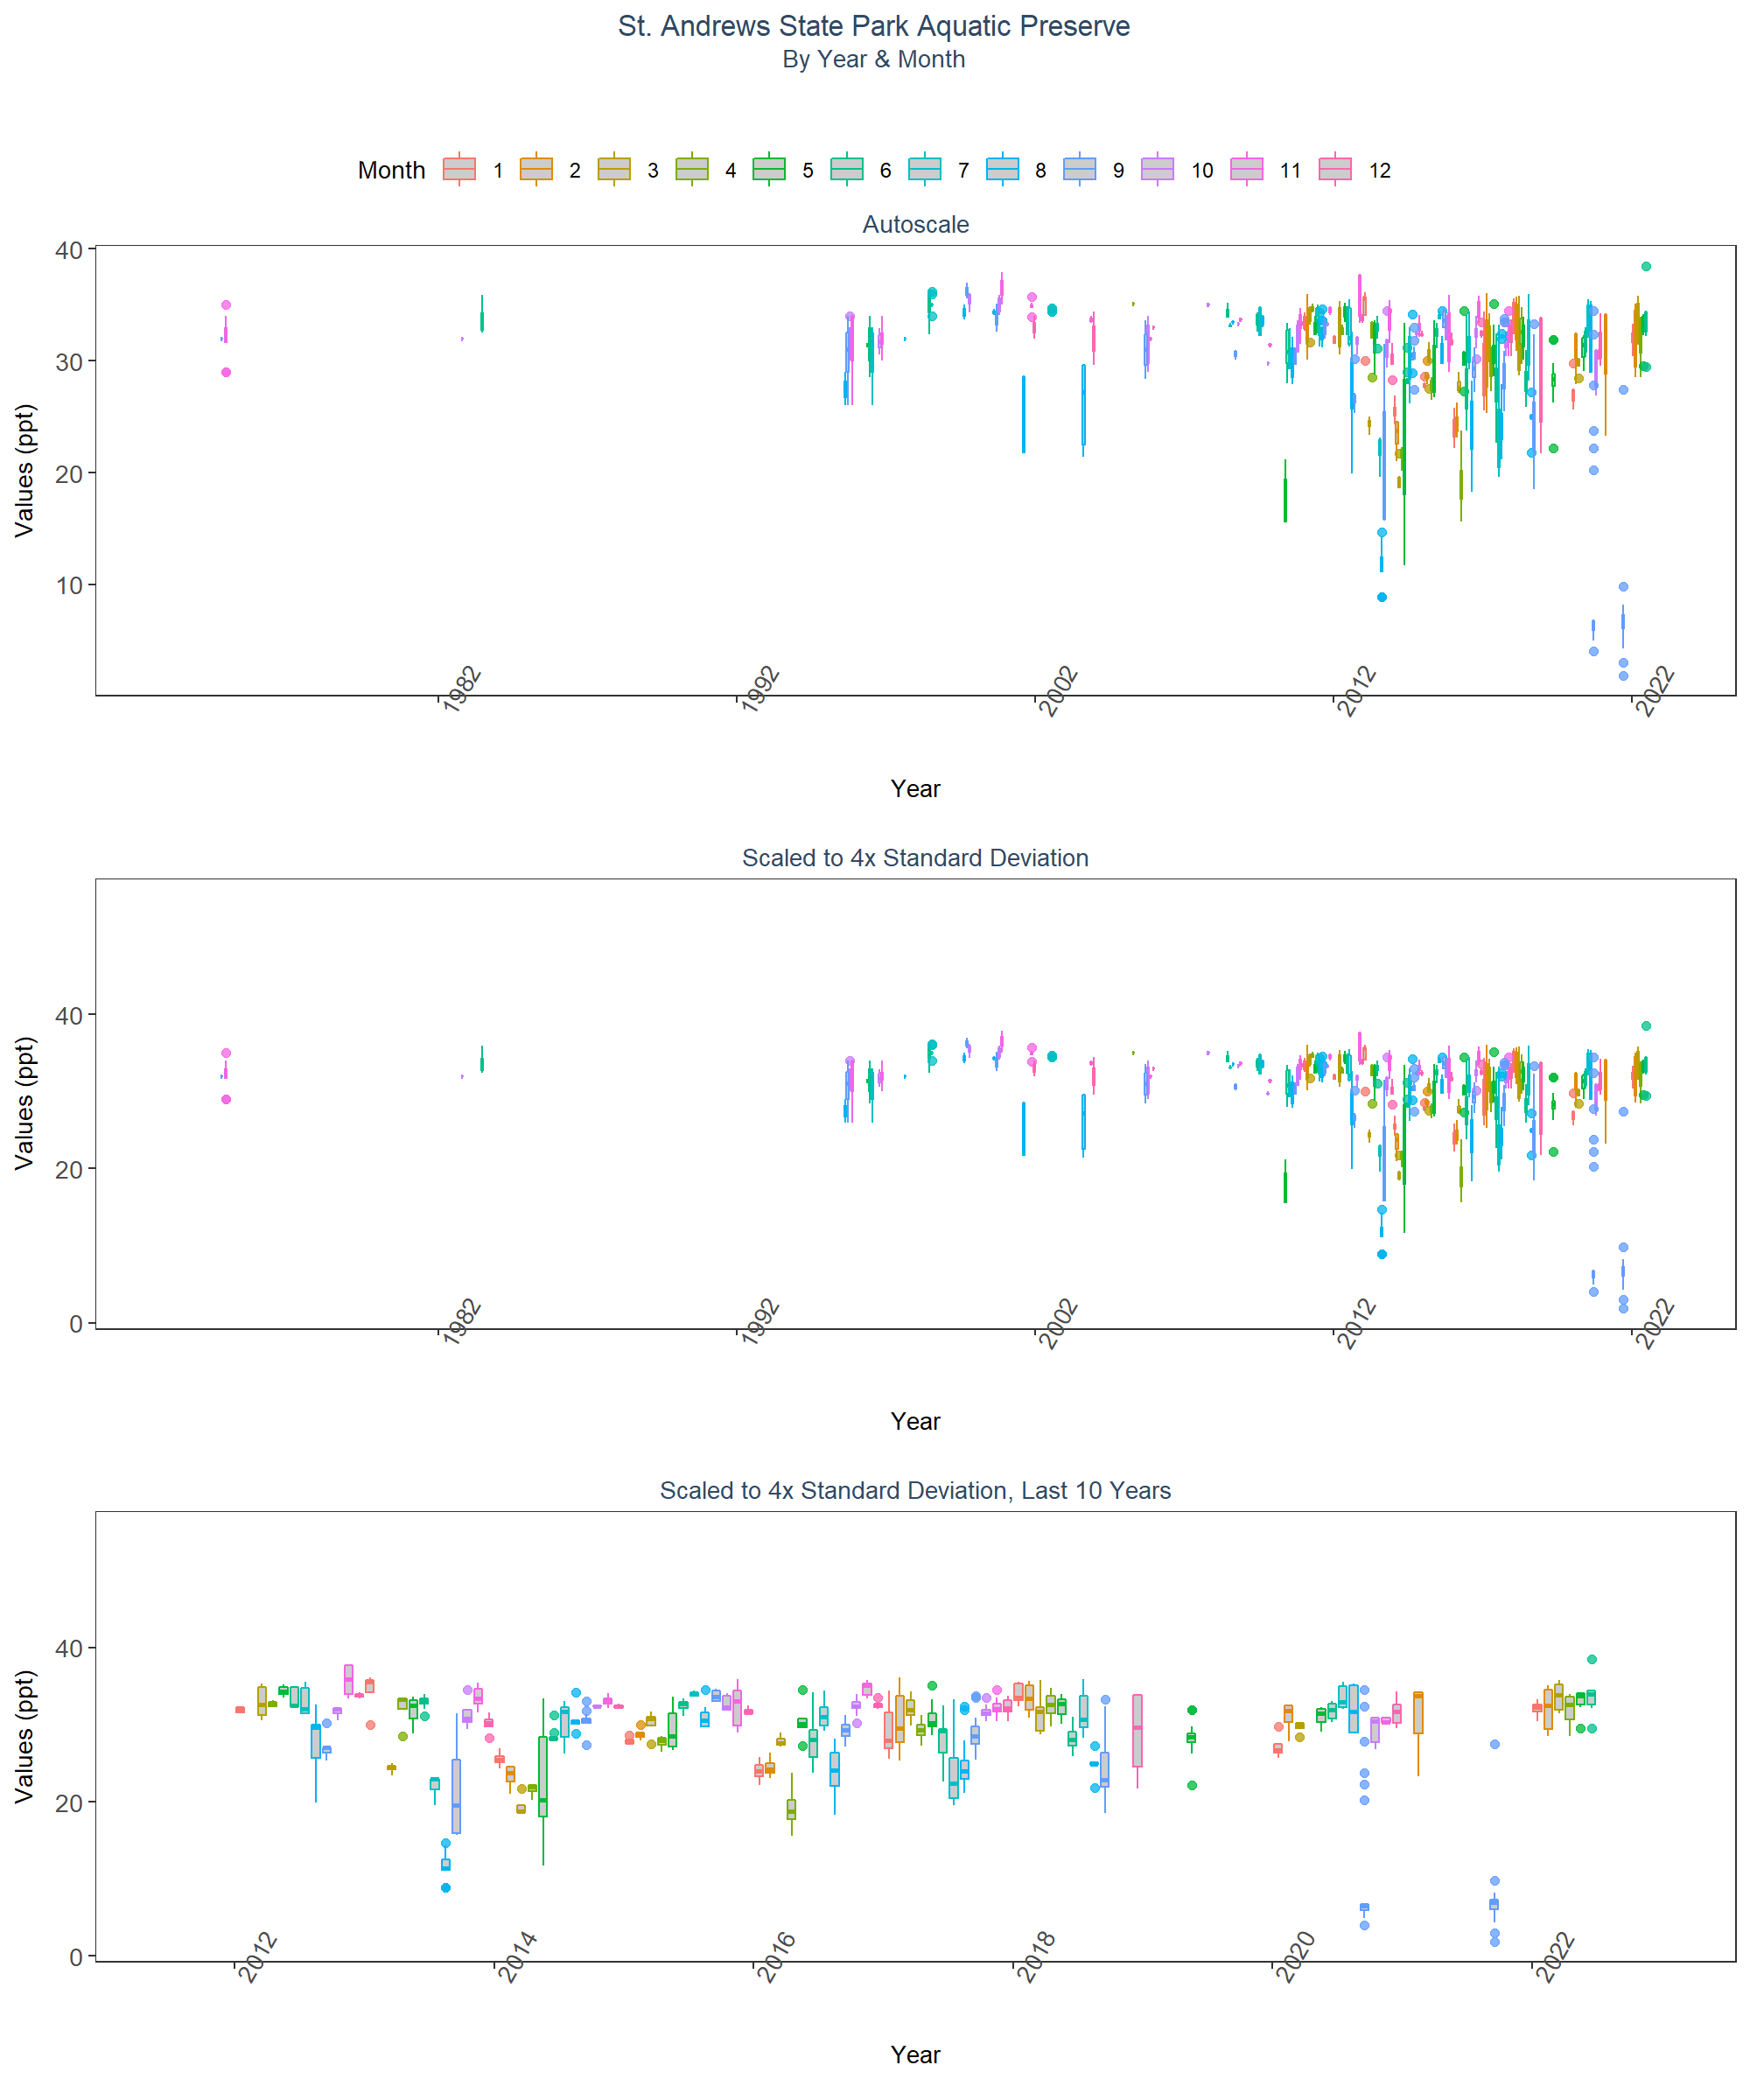 St. Andrews State Park Aquatic Preserve
By Year & Month
Month 1 2 3 4 5 6 7 8 9 10 11 12
Autoscale
40
30
20
10
Values (ppt)
1982 1992 2002 2012 2022
Year
Scaled to 4x Standard Deviation
40
20
0
Values (ppt)
1982 1992 2002 2012 2022
Year
Scaled to 4x Standard Deviation, Last 10 Years
40
20
0
Values (ppt)
2012 2014 2016 2018 2020 2022
Year